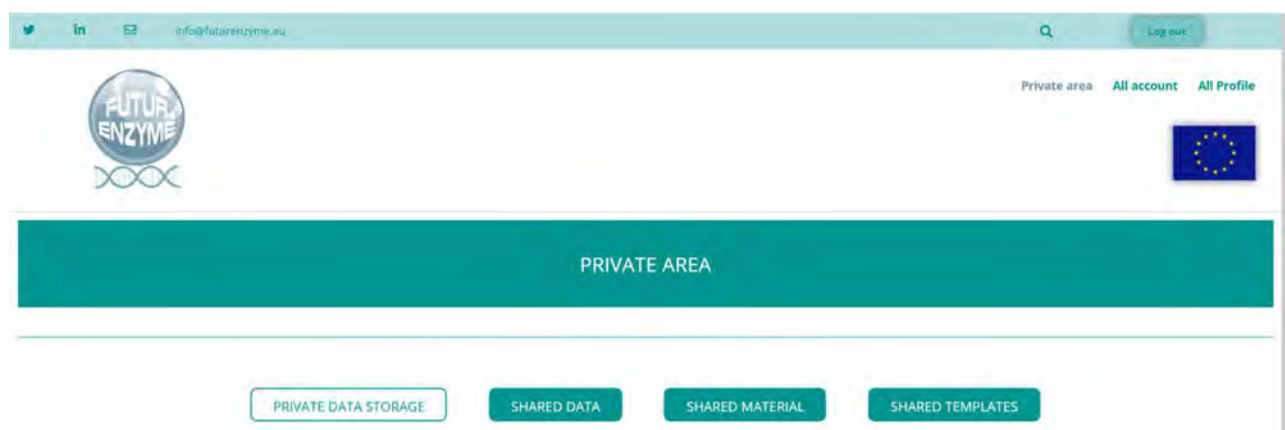 info@futurenzyme.eu
Log out
FUTUR
ENZYME
Private area All account All Profile
PRIVATE AREA
PRIVATE DATA STORAGE SHARED DATA SHARED MATERIAL SHARED TEMPLATES